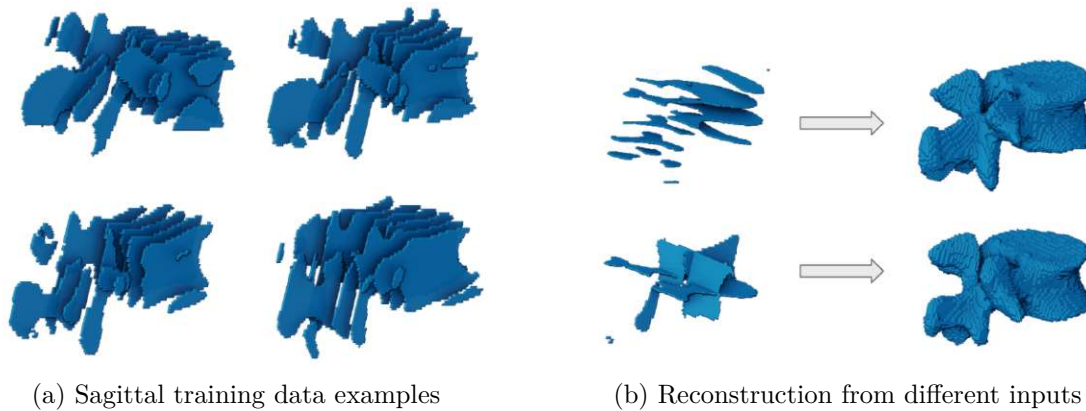 (a) Sagittal training data examples
(b) Reconstruction from different inputs